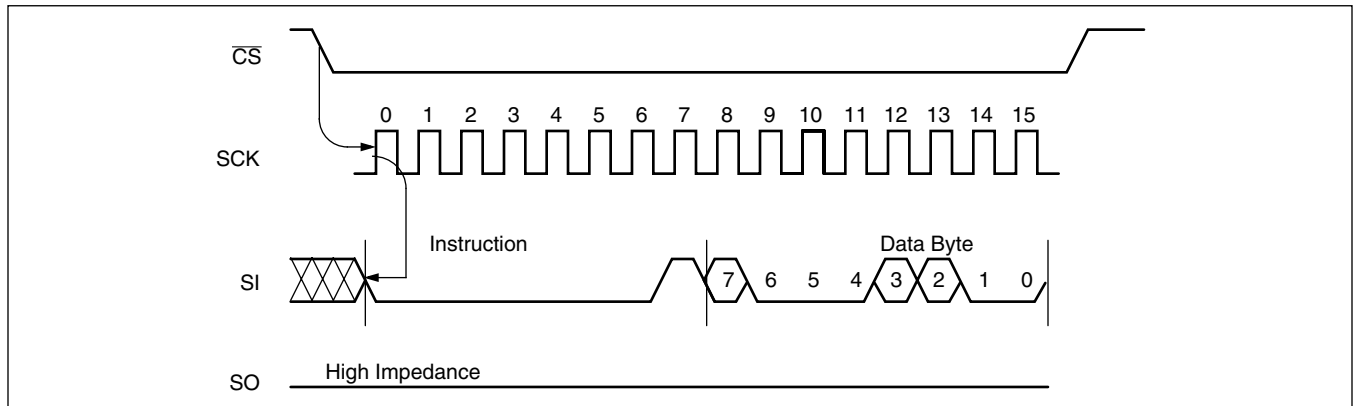 CS
0 1 2 3 4 5 6 7 8 9 10 11 12 13 14 15
SCK
Instruction
Data Byte
SI
7 6 5 4 3 2 1 0
High Impedance
SO